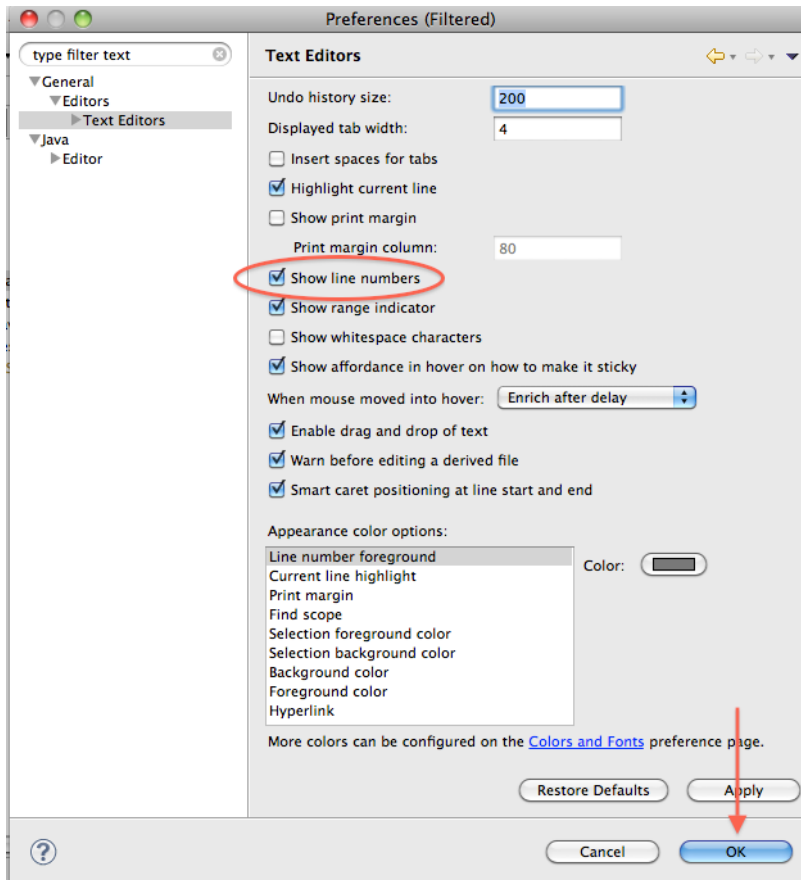 Preferences (Filtered)
type filter text
General
Editors
Text Editors
Java
Editor
Text Editors
Undo history size: 200
Displayed tab width: 4
Insert spaces for tabs
Highlight current line
Show print margin
Print margin column: 80
Show line numbers
Show range indicator
Show whitespace characters
Show affordance in hover on how to make it sticky
When mouse moved into hover: Enrich after delay
Enable drag and drop of text
Warn before editing a derived file
Smart caret positioning at line start and end
Appearance color options:
Line number foreground
Current line highlight
Print margin
Find scope
Selection foreground color
Selection background color
Background color
Foreground color
Hyperlink
Color:
More colors can be configured on the Colors and Fonts preference page.
Restore Defaults Apply
? Cancel OK